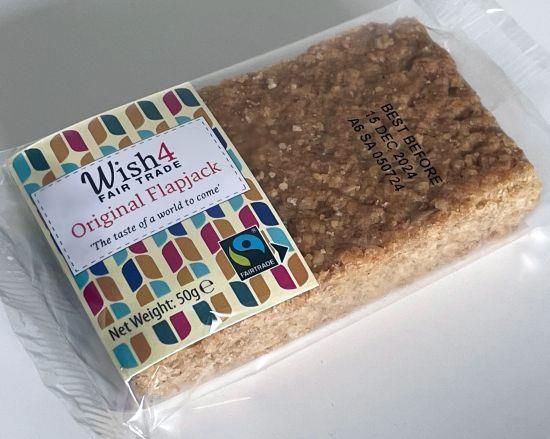 Wish4
FAIR TRADE
Original Flapjack
'The taste of a world to come'
FAIRTRADE
Net Weight: 50g ℮
BEST BEFORE
15 DEC 2024
A6 SA 050724